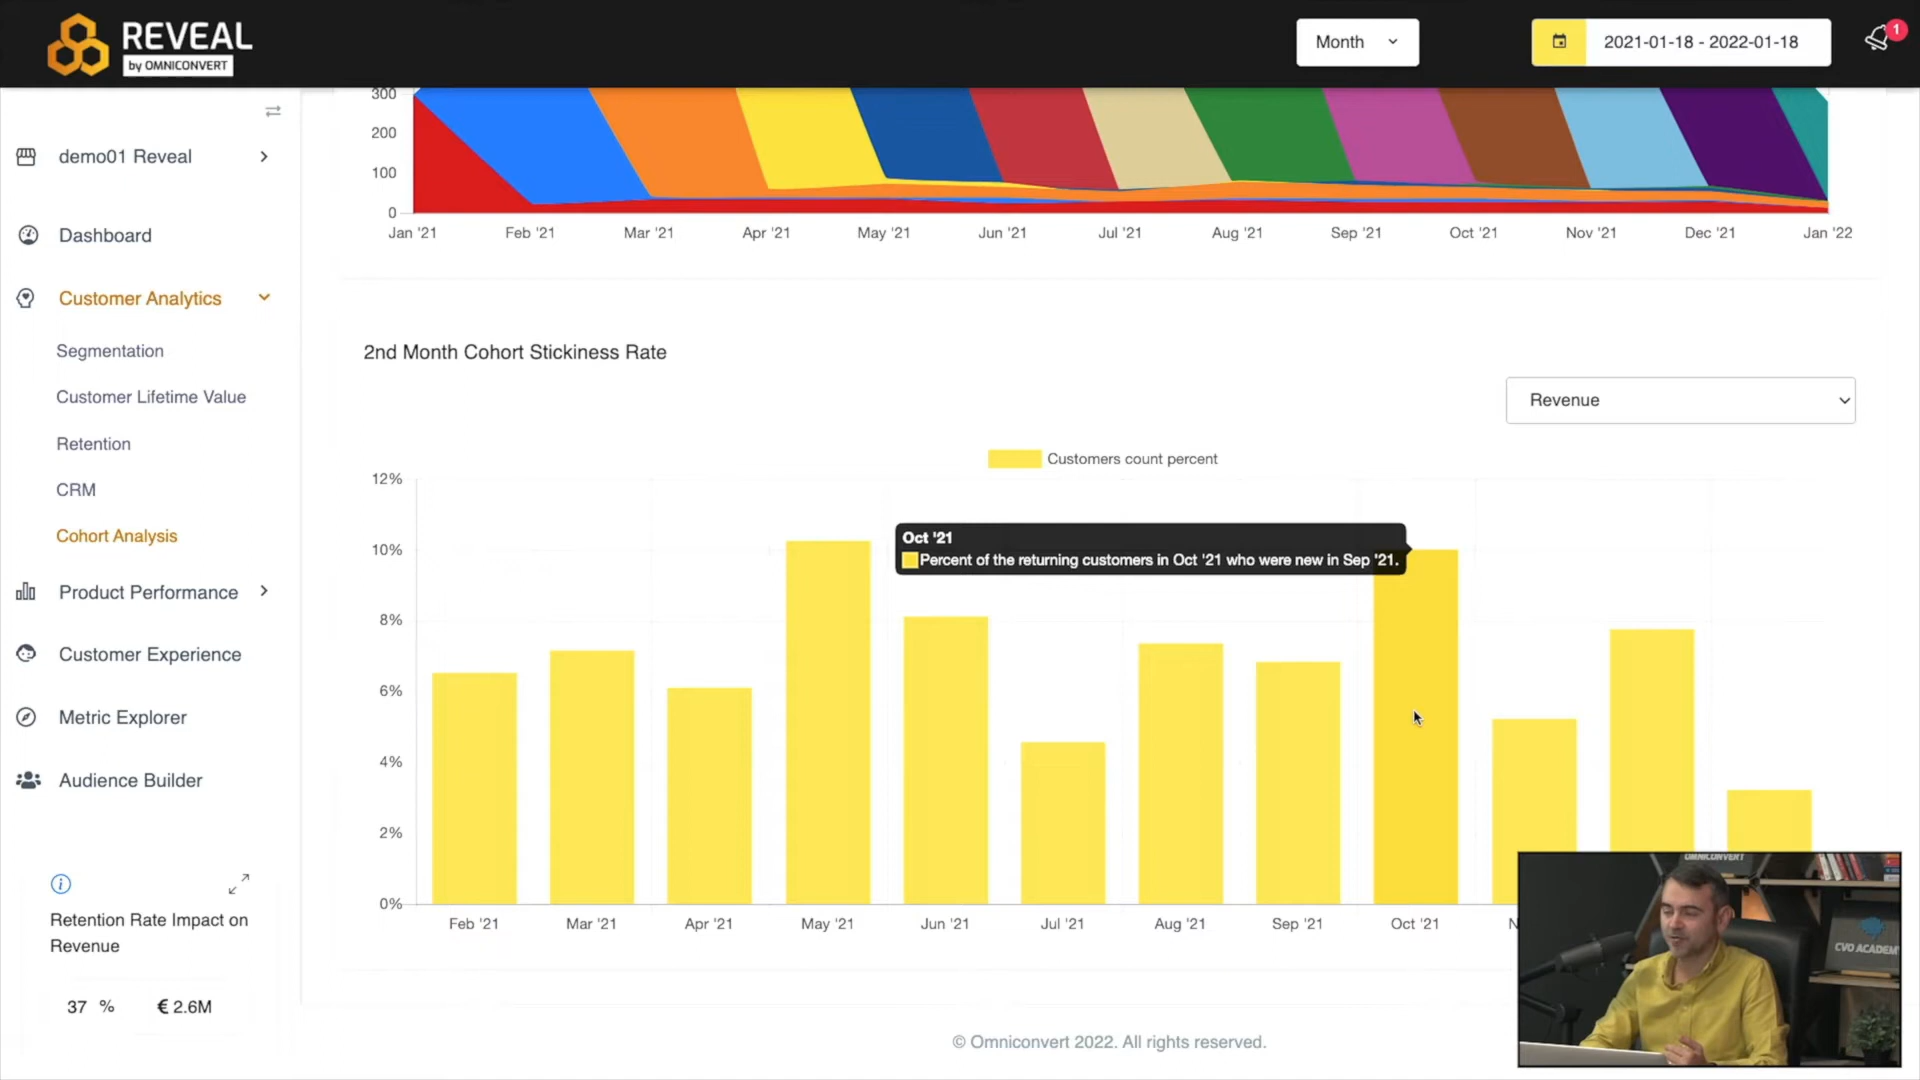 REVEAL
by OMNICONVERT
Month
2021-01-18 - 2022-01-18
1
demo01 Reveal
Dashboard
Customer Analytics
Segmentation
Customer Lifetime Value
Retention
CRM
Cohort Analysis
Product Performance
Customer Experience
Metric Explorer
Audience Builder
Retention Rate Impact on
Revenue
37 % € 2.6M
300
200
100
0
Jan '21 Feb '21 Mar '21 Apr '21 May '21 Jun '21 Jul '21 Aug '21 Sep '21 Oct '21 Nov '21 Dec '21 Jan '22
2nd Month Cohort Stickiness Rate
Revenue
Customers count percent
12%
10%
8%
6%
4%
2%
0%
Oct '21
Percent of the returning customers in Oct '21 who were new in Sep '21.
Feb '21 Mar '21 Apr '21 May '21 Jun '21 Jul '21 Aug '21 Sep '21 Oct '21 N
OMNICONVERT
CVO ACADEM
© Omniconvert 2022. All rights reserved.